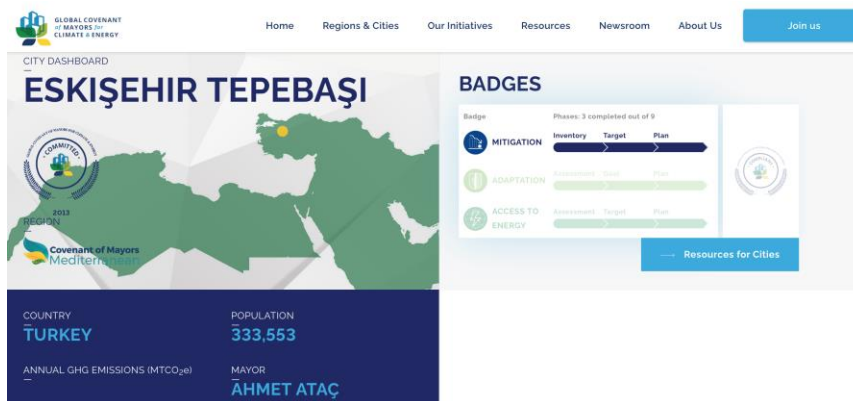 GLOBAL COVENANT
of MAYORS for
CLIMATE & ENERGY
Home Regions & Cities Our Initiatives Resources Newsroom About Us Join us
CITY DASHBOARD
ESKİŞEHIR TEPEBAŞI
COMMITTED
2013
REGION
Covenant of Mayors
Mediterranean
COUNTRY
TURKEY
POPULATION
333,553
ANNUAL GHG EMISSIONS (MTCO₂e)
MAYOR
AHMET ATAÇ
BADGES
Badge Phases: 3 completed out of 9
MITIGATION Inventory Target Plan
ADAPTATION Assessment Goal Plan
ACCESS TO
ENERGY Assessment Target Plan
Resources for Cities